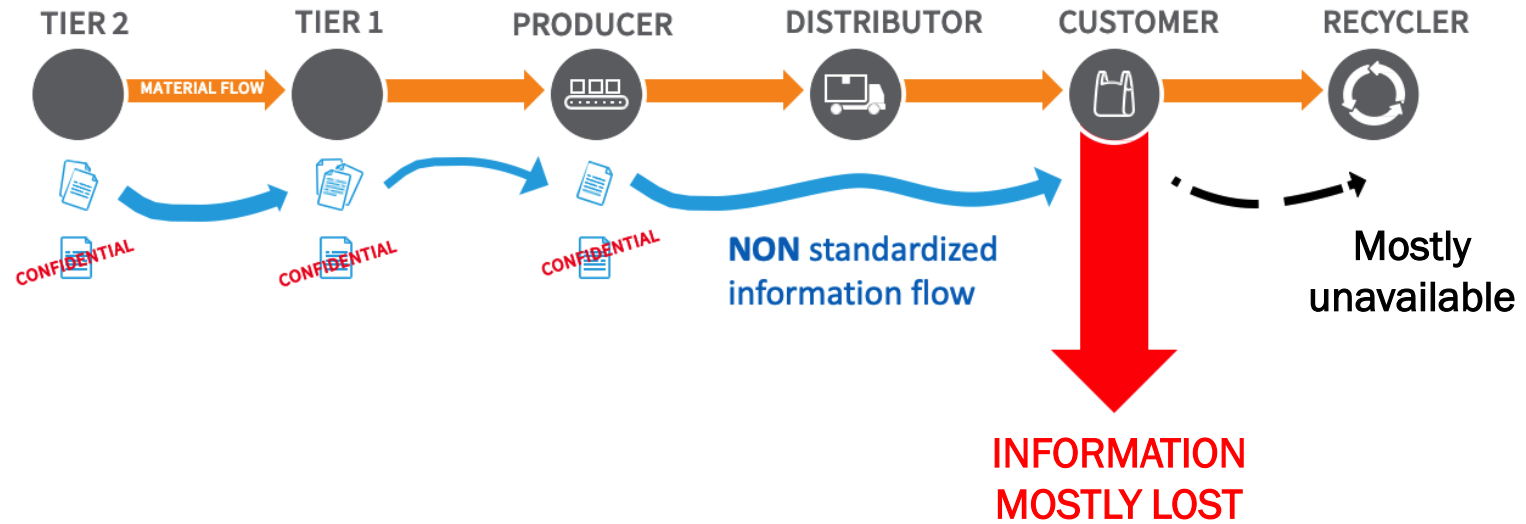 TIER 2
TIER 1
PRODUCER
DISTRIBUTOR
CUSTOMER
RECYCLER
MATERIAL FLOW
CONFIDENTIAL
CONFIDENTIAL
CONFIDENTIAL
NON standardized
information flow
Mostly
unavailable
INFORMATION
MOSTLY LOST